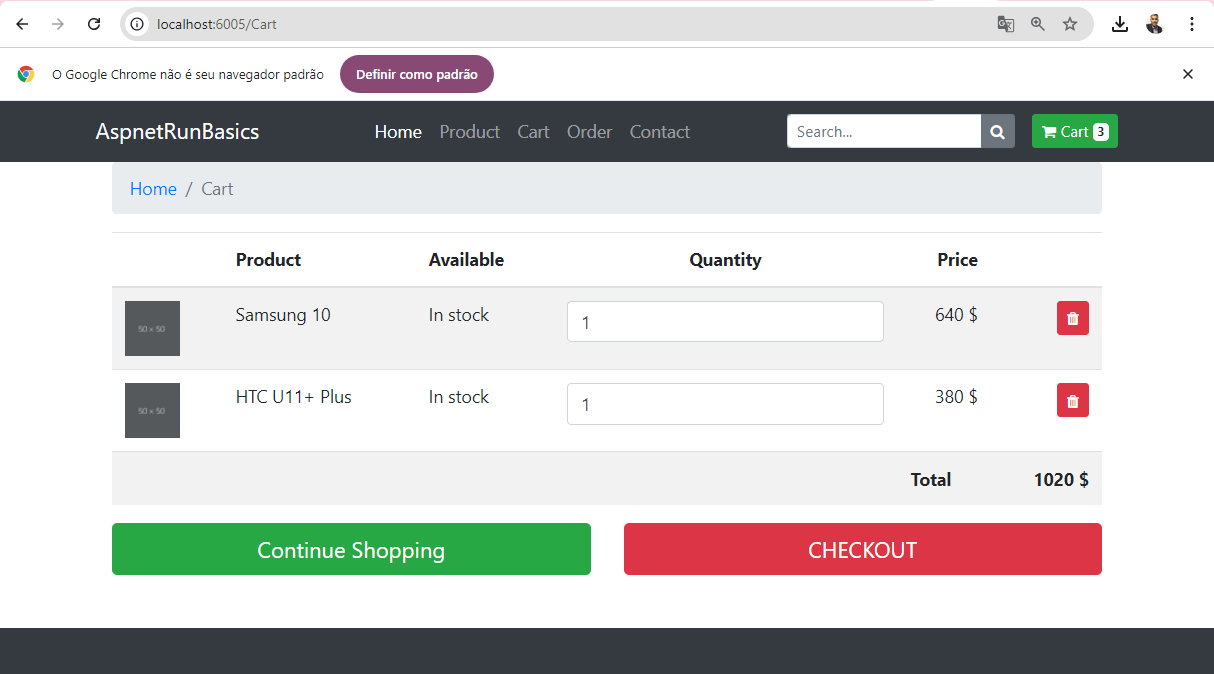 localhost:6005/Cart
O Google Chrome não é seu navegador padrão Definir como padrão
AspnetRunBasics Home Product Cart Order Contact Search... Cart 3
Home / Cart
Product Available Quantity Price
50 x 50 Samsung 10 In stock 1 640 $
50 x 50 HTC U11+ Plus In stock 1 380 $
Total 1020 $
Continue Shopping CHECKOUT